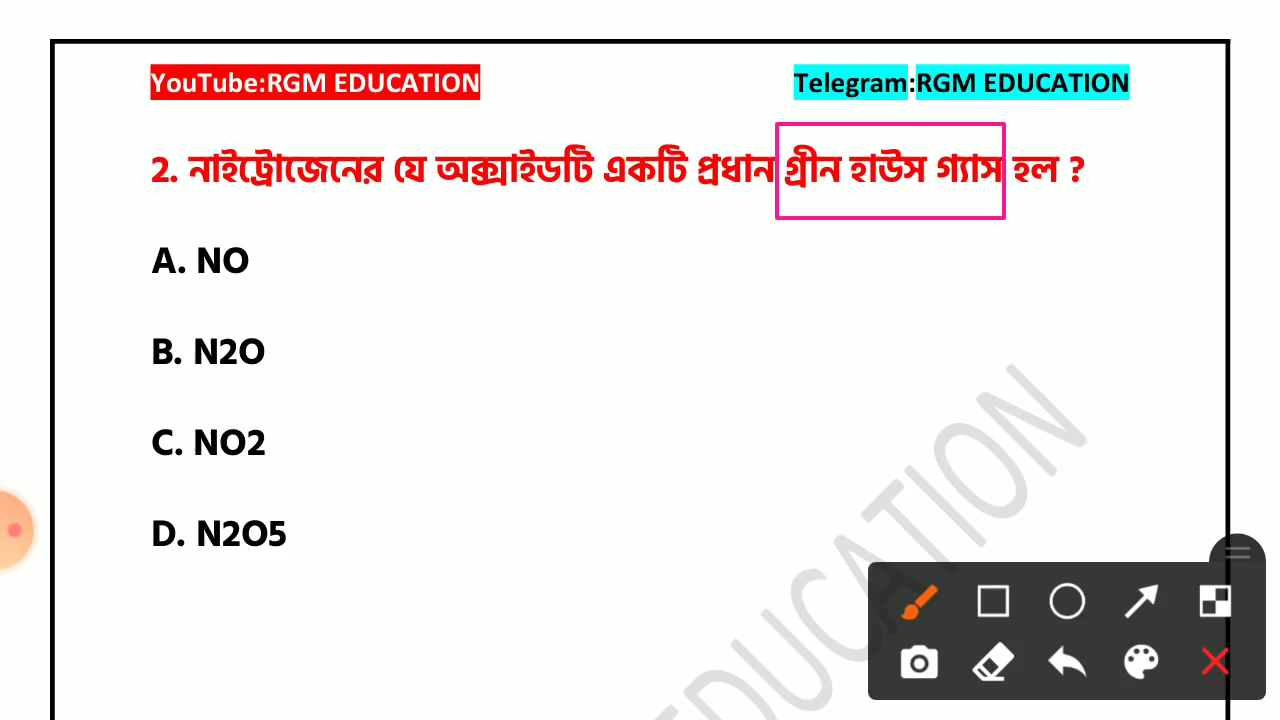 YouTube:RGM EDUCATION Telegram:RGM EDUCATION
2. নাইট্রোজেনের যে অক্সাইডটি একটি প্রধান গ্রীন হাউস গ্যাস হল ?
A. NO
B. N2O
C. NO2
D. N2O5
EDUCATION